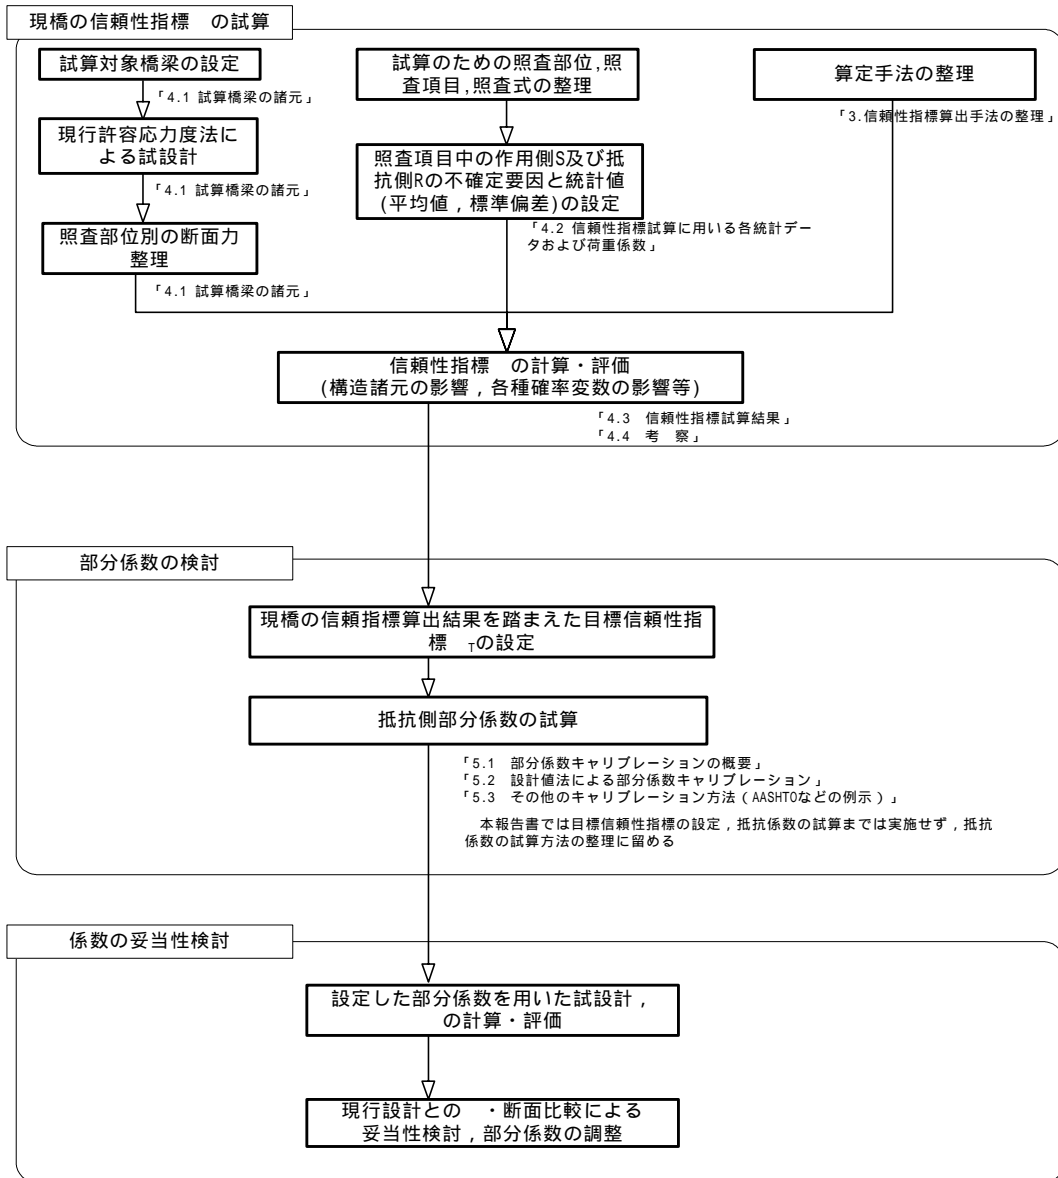 現橋の信頼性指標　の試算
試算対象橋梁の設定
「4.1 試算橋梁の諸元」
現行許容応力度法に
よる試設計
「4.1 試算橋梁の諸元」
照査部位別の断面力
整理
「4.1 試算橋梁の諸元」
試算のための照査部位,照
査項目,照査式の整理
照査項目中の作用側S及び抵
抗側Rの不確定要因と統計値
(平均値，標準偏差)の設定
「4.2 信頼性指標試算に用いる各統計デー
タおよび荷重係数」
算定手法の整理
「3.信頼性指標算出手法の整理」
信頼性指標　の計算・評価
(構造諸元の影響，各種確率変数の影響等)
「4.3　信頼性指標試算結果」
「4.4　考　察」
部分係数の検討
現橋の信頼指標算出結果を踏まえた目標信頼性指
標　Tの設定
抵抗側部分係数の試算
「5.1　部分係数キャリブレーションの概要」
「5.2　設計値法による部分係数キャリブレーション」
「5.3　その他のキャリブレーション方法（AASHTOなどの例示）」
本報告書では目標信頼性指標の設定，抵抗係数の試算までは実施せず，抵抗
係数の試算方法の整理に留める
係数の妥当性検討
設定した部分係数を用いた試設計，
の計算・評価
現行設計との　・断面比較による
妥当性検討，部分係数の調整